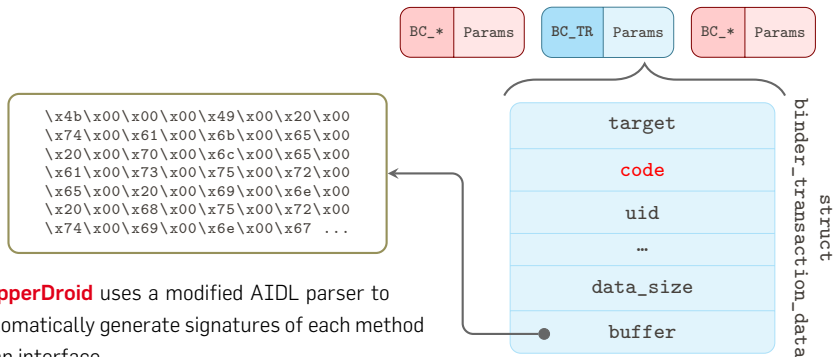 BC_* Params BC_TR Params BC_* Params
\x4b\x00\x00\x00\x49\x00\x20\x00
\x74\x00\x61\x00\x6b\x00\x65\x00
\x20\x00\x70\x00\x6c\x00\x65\x00
\x61\x00\x73\x00\x75\x00\x72\x00
\x65\x00\x20\x00\x69\x00\x6e\x00
\x20\x00\x68\x00\x75\x00\x72\x00
\x74\x00\x69\x00\x6e\x00\x67 ...
target
code
uid
…
data_size
buffer
struct
binder_transaction_data
pperDroid uses a modified AIDL parser to
omatically generate signatures of each method